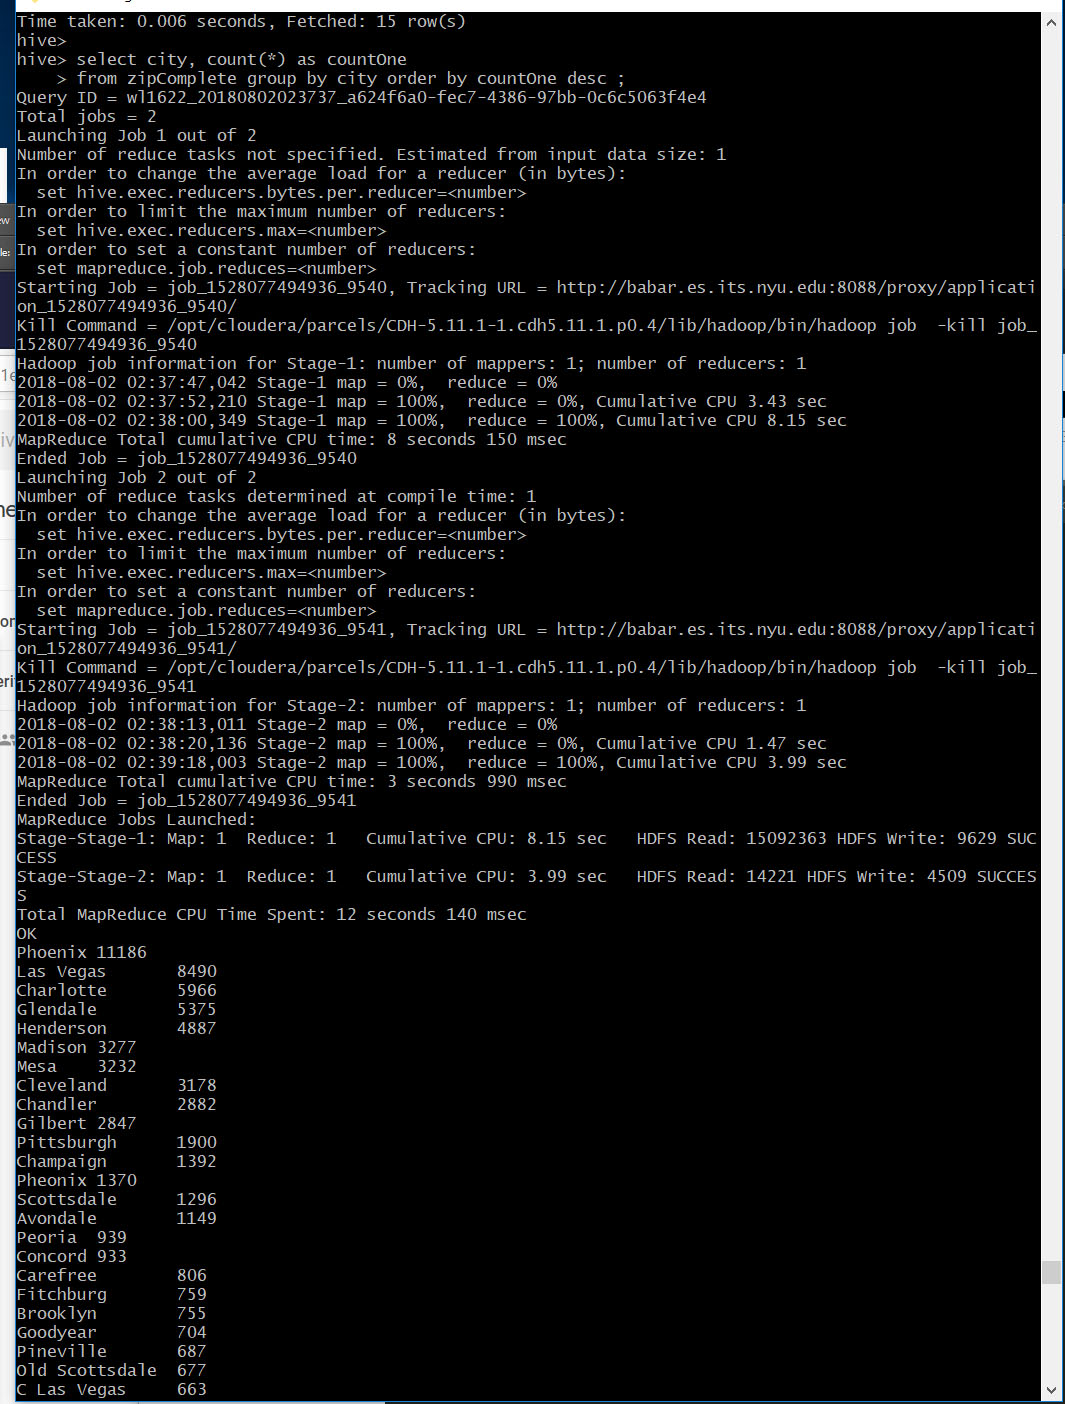 Time taken: 0.006 seconds, Fetched: 15 row(s)
hive>
hive> select city, count(*) as countOne
    > from zipComplete group by city order by countOne desc ;
Query ID = wl1622_20180802023737_a624f6a0-fec7-4386-97bb-0c6c5063f4e4
Total jobs = 2
Launching Job 1 out of 2
Number of reduce tasks not specified. Estimated from input data size: 1
In order to change the average load for a reducer (in bytes):
  set hive.exec.reducers.bytes.per.reducer=<number>
In order to limit the maximum number of reducers:
  set hive.exec.reducers.max=<number>
In order to set a constant number of reducers:
  set mapreduce.job.reduces=<number>
Starting Job = job_1528077494936_9540, Tracking URL = http://babar.es.its.nyu.edu:8088/proxy/applicati
on_1528077494936_9540/
Kill Command = /opt/cloudera/parcels/CDH-5.11.1-1.cdh5.11.1.p0.4/lib/hadoop/bin/hadoop job  -kill job_
1528077494936_9540
Hadoop job information for Stage-1: number of mappers: 1; number of reducers: 1
2018-08-02 02:37:47,042 Stage-1 map = 0%,  reduce = 0%
2018-08-02 02:37:52,210 Stage-1 map = 100%,  reduce = 0%, Cumulative CPU 3.43 sec
2018-08-02 02:38:00,349 Stage-1 map = 100%,  reduce = 100%, Cumulative CPU 8.15 sec
MapReduce Total cumulative CPU time: 8 seconds 150 msec
Ended Job = job_1528077494936_9540
Launching Job 2 out of 2
Number of reduce tasks determined at compile time: 1
In order to change the average load for a reducer (in bytes):
  set hive.exec.reducers.bytes.per.reducer=<number>
In order to limit the maximum number of reducers:
  set hive.exec.reducers.max=<number>
In order to set a constant number of reducers:
  set mapreduce.job.reduces=<number>
Starting Job = job_1528077494936_9541, Tracking URL = http://babar.es.its.nyu.edu:8088/proxy/applicati
on_1528077494936_9541/
Kill Command = /opt/cloudera/parcels/CDH-5.11.1-1.cdh5.11.1.p0.4/lib/hadoop/bin/hadoop job  -kill job_
1528077494936_9541
Hadoop job information for Stage-2: number of mappers: 1; number of reducers: 1
2018-08-02 02:38:13,011 Stage-2 map = 0%,  reduce = 0%
2018-08-02 02:38:20,136 Stage-2 map = 100%,  reduce = 0%, Cumulative CPU 1.47 sec
2018-08-02 02:39:18,003 Stage-2 map = 100%,  reduce = 100%, Cumulative CPU 3.99 sec
MapReduce Total cumulative CPU time: 3 seconds 990 msec
Ended Job = job_1528077494936_9541
MapReduce Jobs Launched:
Stage-Stage-1: Map: 1  Reduce: 1   Cumulative CPU: 8.15 sec   HDFS Read: 15092363 HDFS Write: 9629 SUC
CESS
Stage-Stage-2: Map: 1  Reduce: 1   Cumulative CPU: 3.99 sec   HDFS Read: 14221 HDFS Write: 4509 SUCCES
S
Total MapReduce CPU Time Spent: 12 seconds 140 msec
OK
Phoenix 11186
Las Vegas       8490
Charlotte       5966
Glendale        5375
Henderson       4887
Madison 3277
Mesa    3232
Cleveland       3178
Chandler        2882
Gilbert 2847
Pittsburgh      1900
Champaign       1392
Pheonix 1370
Scottsdale      1296
Avondale        1149
Peoria  939
Concord 933
Carefree        806
Fitchburg       759
Brooklyn        755
Goodyear        704
Pineville       687
Old Scottsdale  677
C Las Vegas     663